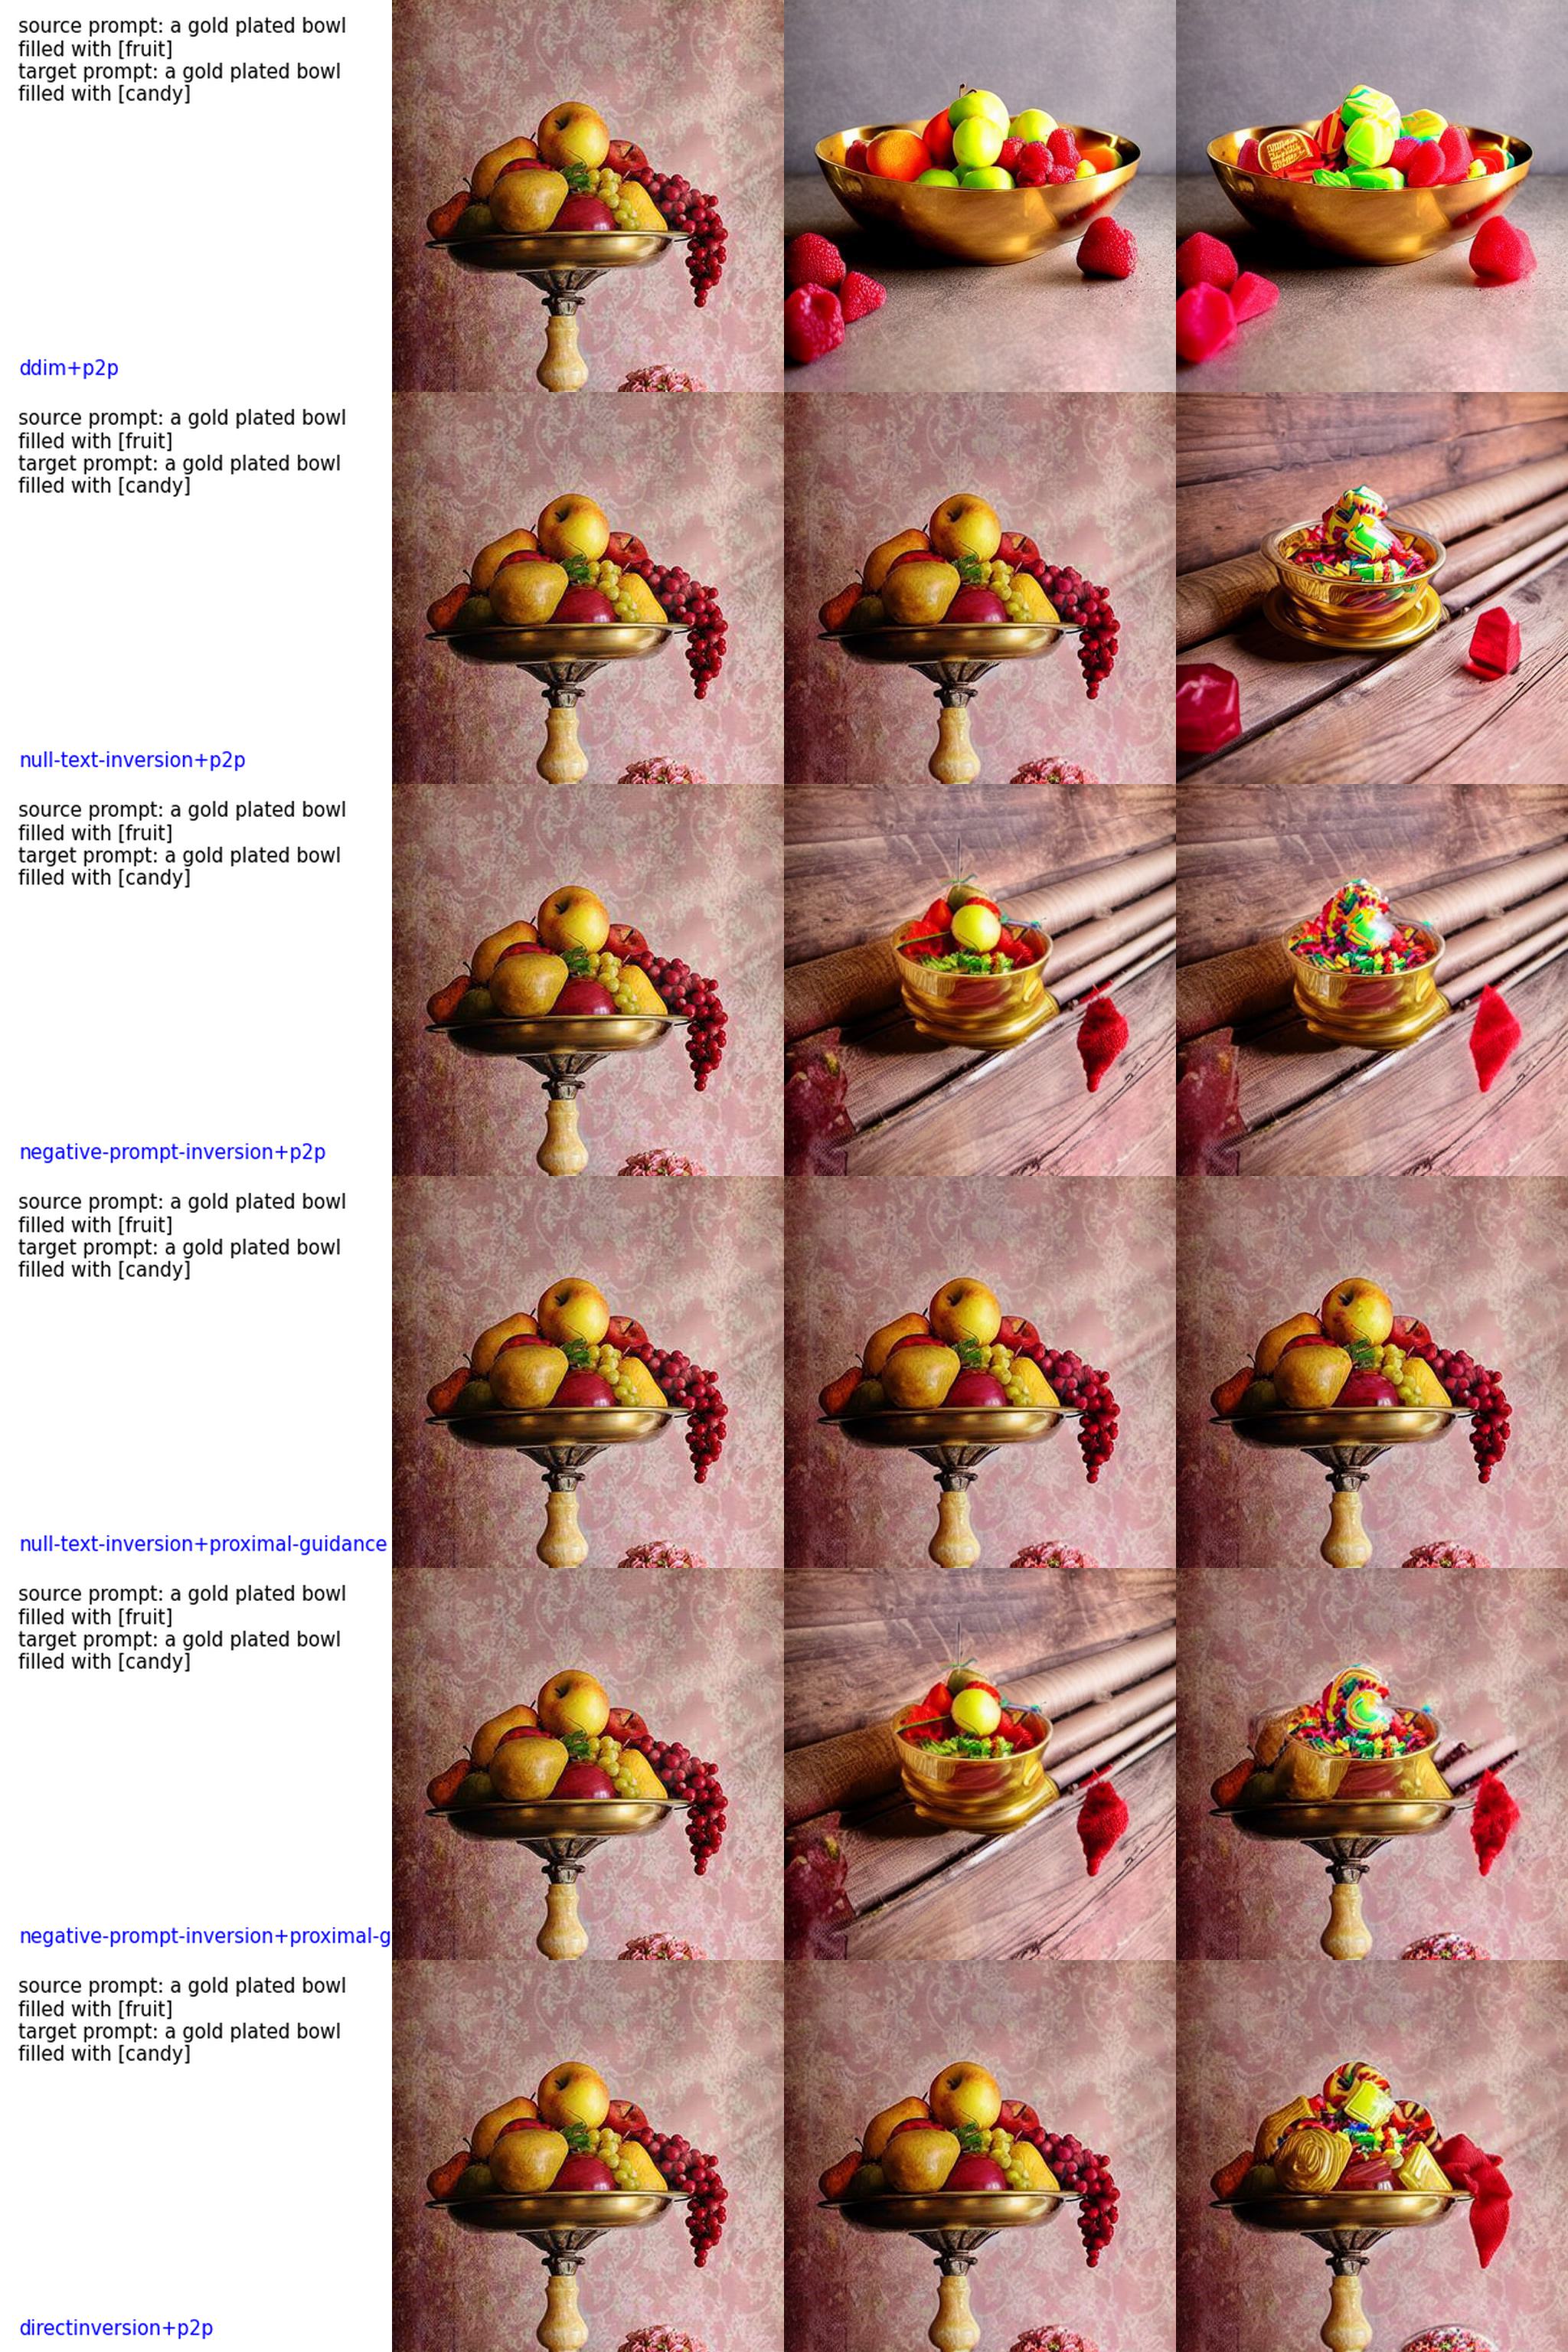 source prompt: a gold plated bowl
filled with [fruit]
target prompt: a gold plated bowl
filled with [candy]
ddim+p2p
source prompt: a gold plated bowl
filled with [fruit]
target prompt: a gold plated bowl
filled with [candy]
null-text-inversion+p2p
source prompt: a gold plated bowl
filled with [fruit]
target prompt: a gold plated bowl
filled with [candy]
negative-prompt-inversion+p2p
source prompt: a gold plated bowl
filled with [fruit]
target prompt: a gold plated bowl
filled with [candy]
null-text-inversion+proximal-guidance
source prompt: a gold plated bowl
filled with [fruit]
target prompt: a gold plated bowl
filled with [candy]
negative-prompt-inversion+proximal-g
source prompt: a gold plated bowl
filled with [fruit]
target prompt: a gold plated bowl
filled with [candy]
directinversion+p2p